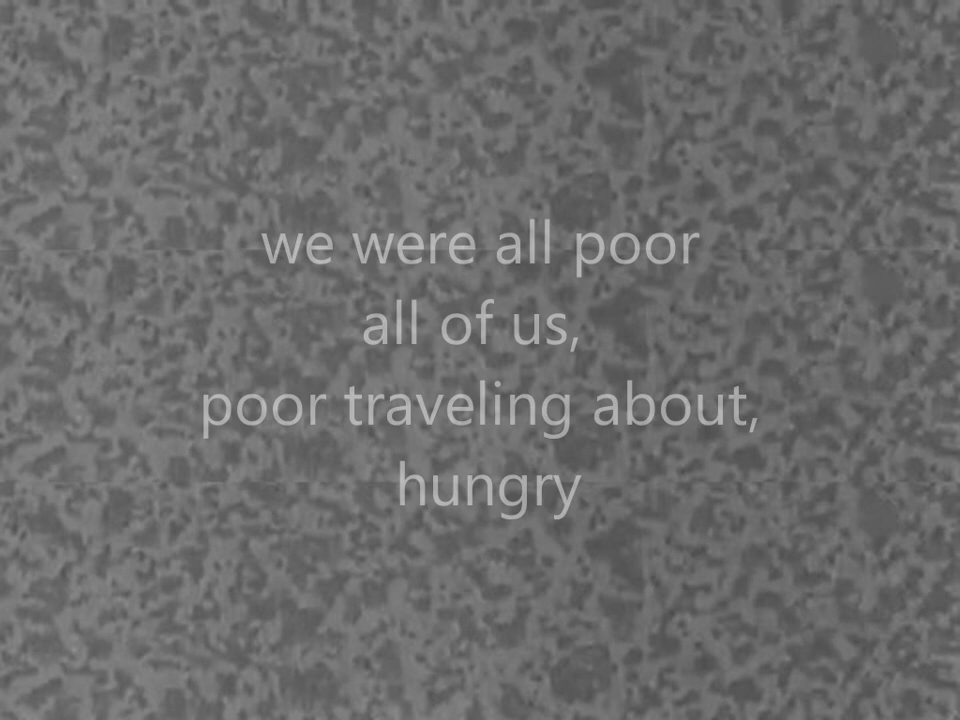 we were all poor
all of us,
poor traveling about,
hungry